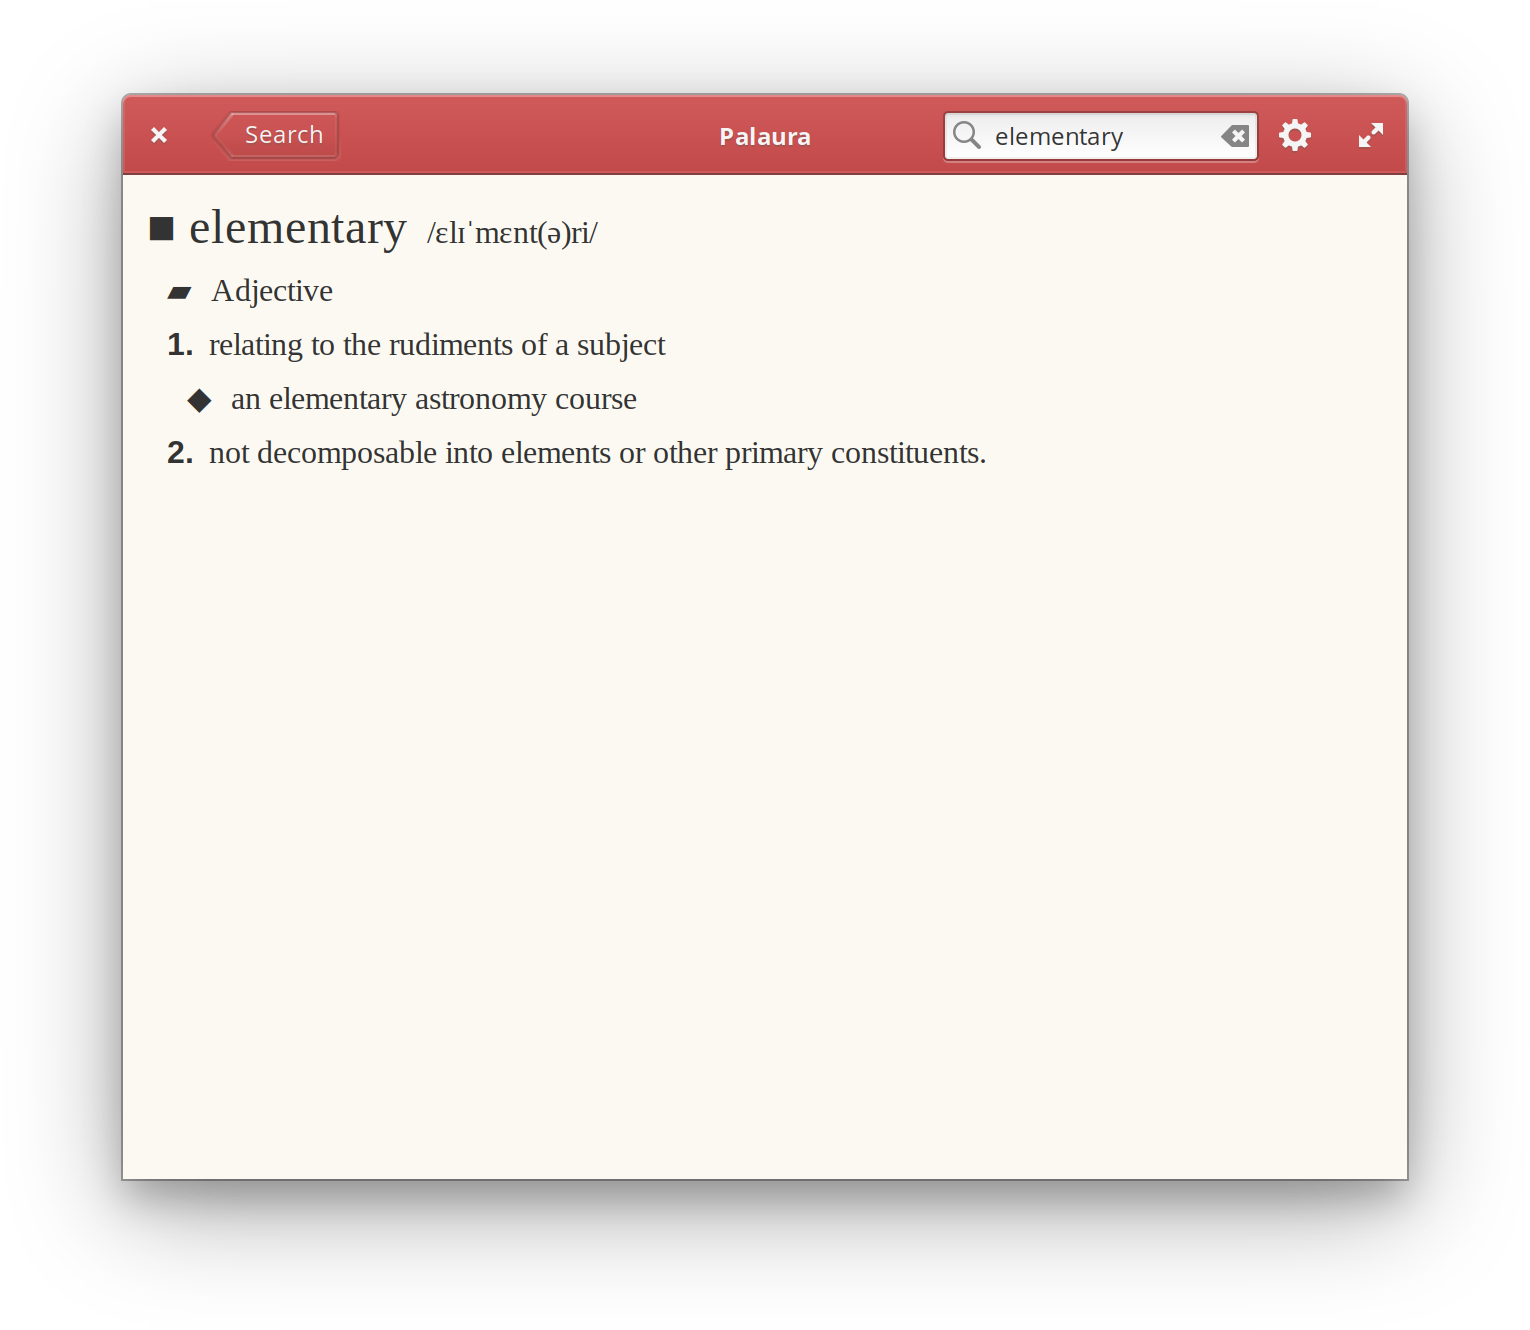 Search
Palaura
elementary
■ elementary /ɛlɪˈmɛnt(ə)ri/
▰ Adjective
1. relating to the rudiments of a subject
◆ an elementary astronomy course
2. not decomposable into elements or other primary constituents.